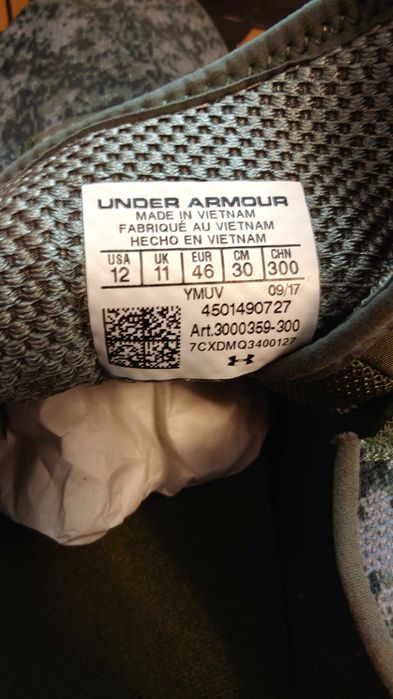 UNDER ARMOUR
MADE IN VIETNAM
FABRIQUÉ AU VIETNAM
HECHO EN VIETNAM
USA UK EUR CM CHN
12 11 46 30 300
YMUV 09/17
4501490727
Art.3000359-300
7CXDMQ3400127